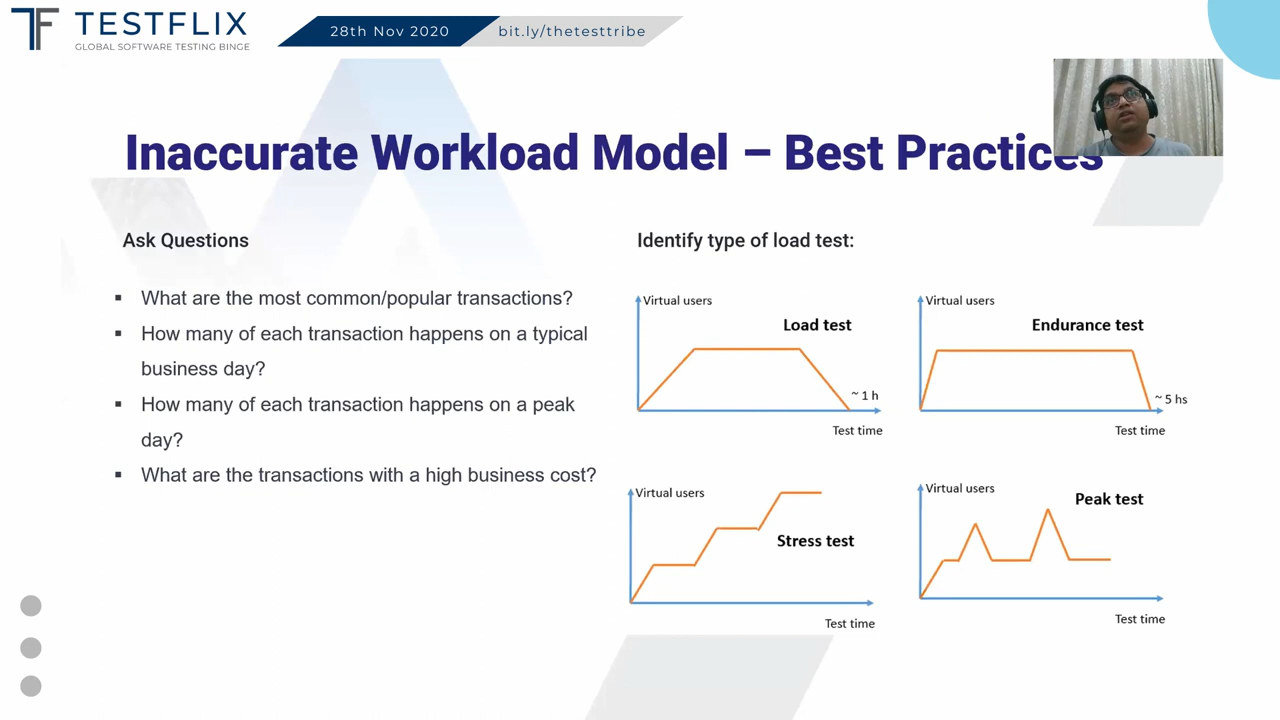 TF TESTFLIX
GLOBAL SOFTWARE TESTING BINGE
28th Nov 2020
bit.ly/thetesttribe
Inaccurate Workload Model – Best Practices
Ask Questions
▪ What are the most common/popular transactions?
▪ How many of each transaction happens on a typical
business day?
▪ How many of each transaction happens on a peak
day?
▪ What are the transactions with a high business cost?
Identify type of load test:
Virtual users
Load test
~ 1 h
Test time
Virtual users
Endurance test
~ 5 hs
Test time
Virtual users
Stress test
Test time
Virtual users
Peak test
Test time